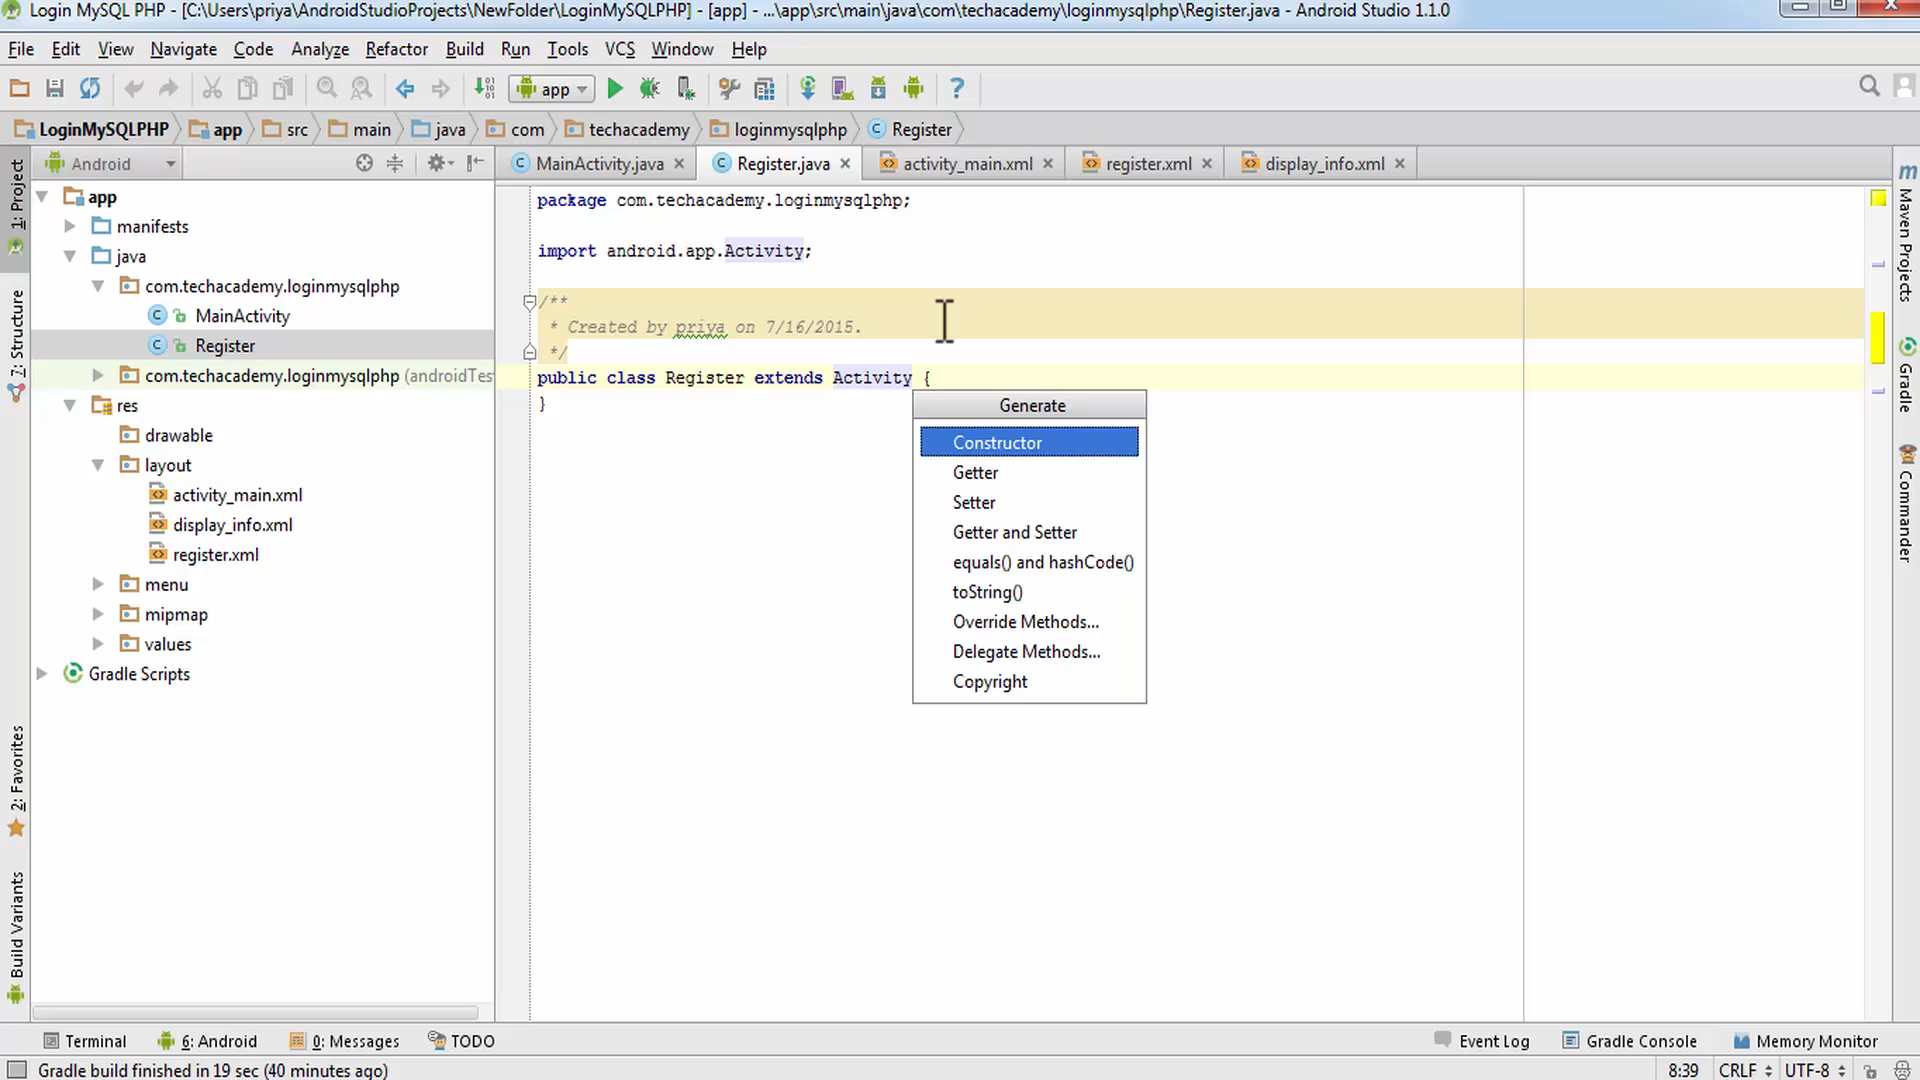 Login MySQL PHP - [C:\Users\priya\AndroidStudioProjects\NewFolder\LoginMySQLPHP] - [app] - ...\app\src\main\java\com\techacademy\loginmysqlphp\Register.java - Android Studio 1.1.0
File Edit View Navigate Code Analyze Refactor Build Run Tools VCS Window Help
app
LoginMySQLPHP app src main java com techacademy loginmysqlphp Register
Android
MainActivity.java Register.java activity_main.xml register.xml display_info.xml
1: Project
7: Structure
2: Favorites
Build Variants
app
manifests
java
com.techacademy.loginmysqlphp
MainActivity
Register
com.techacademy.loginmysqlphp (androidTes
res
drawable
layout
activity_main.xml
display_info.xml
register.xml
menu
mipmap
values
Gradle Scripts
package com.techacademy.loginmysqlphp;
import android.app.Activity;
/**
* Created by priya on 7/16/2015.
*/
public class Register extends Activity {
}
Generate
Constructor
Getter
Setter
Getter and Setter
equals() and hashCode()
toString()
Override Methods...
Delegate Methods...
Copyright
Maven Projects
Gradle
Commander
Terminal 6: Android 0: Messages TODO Event Log Gradle Console Memory Monitor
Gradle build finished in 19 sec (40 minutes ago) 8:39 CRLF UTF-8